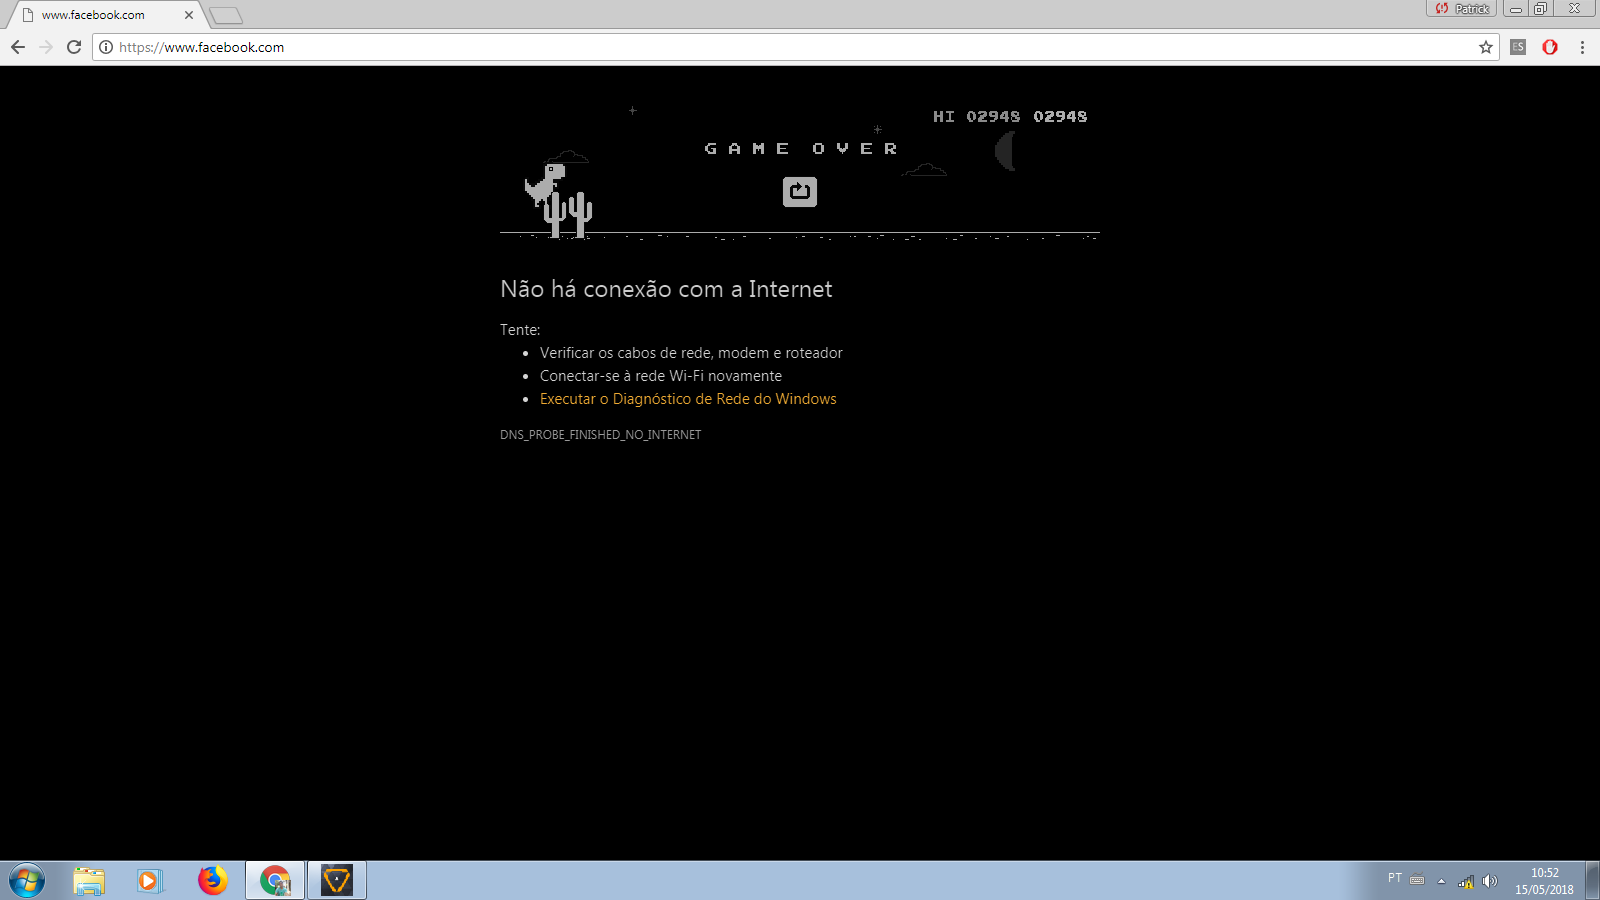 www.facebook.com
Patrick
https://www.facebook.com
ES
HI 02948 02948
GAME OVER
Não há conexão com a Internet
Tente:
• Verificar os cabos de rede, modem e roteador
• Conectar-se à rede Wi-Fi novamente
• Executar o Diagnóstico de Rede do Windows
DNS_PROBE_FINISHED_NO_INTERNET
PT
10:52
15/05/2018